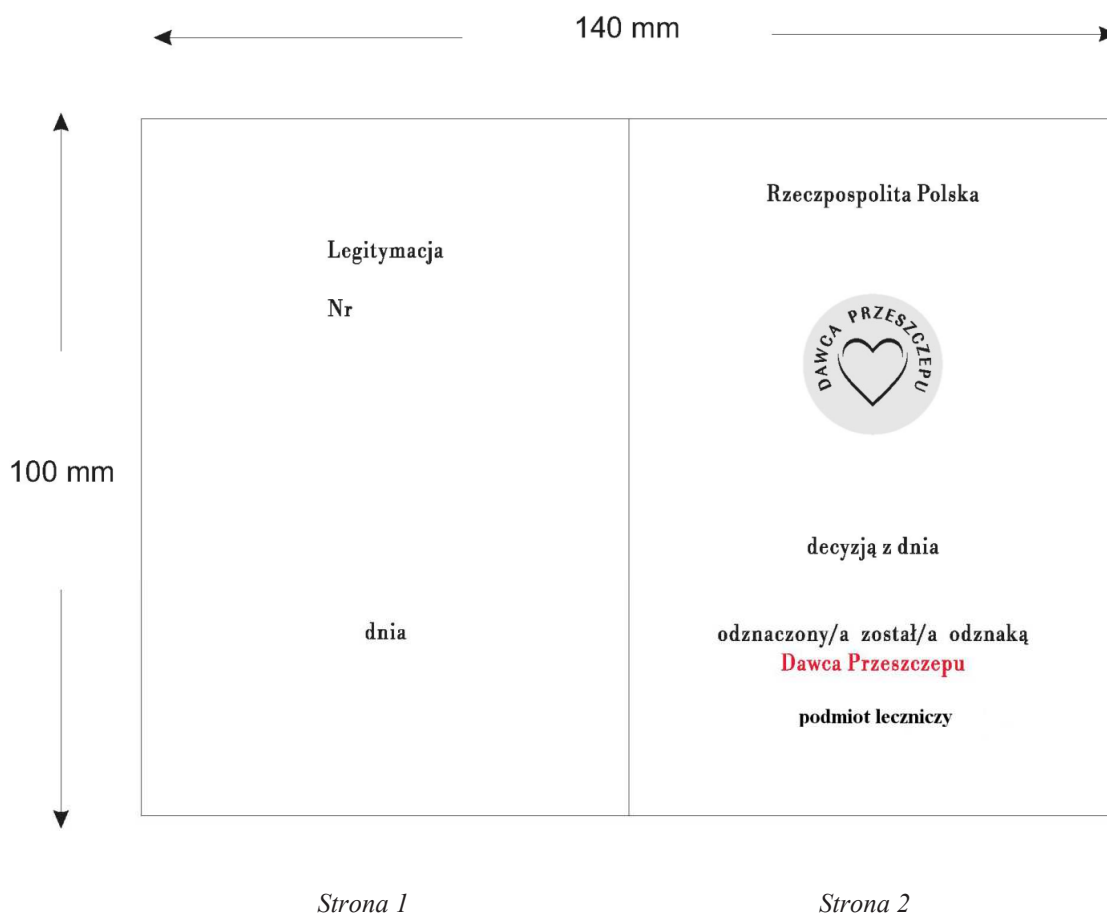 140 mm
100 mm
Legitymacja
Nr
dnia
Rzeczpospolita Polska
DAWCA PRZESZCZEPU
decyzją z dnia
odznaczony/a został/a odznaką
Dawca Przeszczepu
podmiot leczniczy
Strona 1
Strona 2